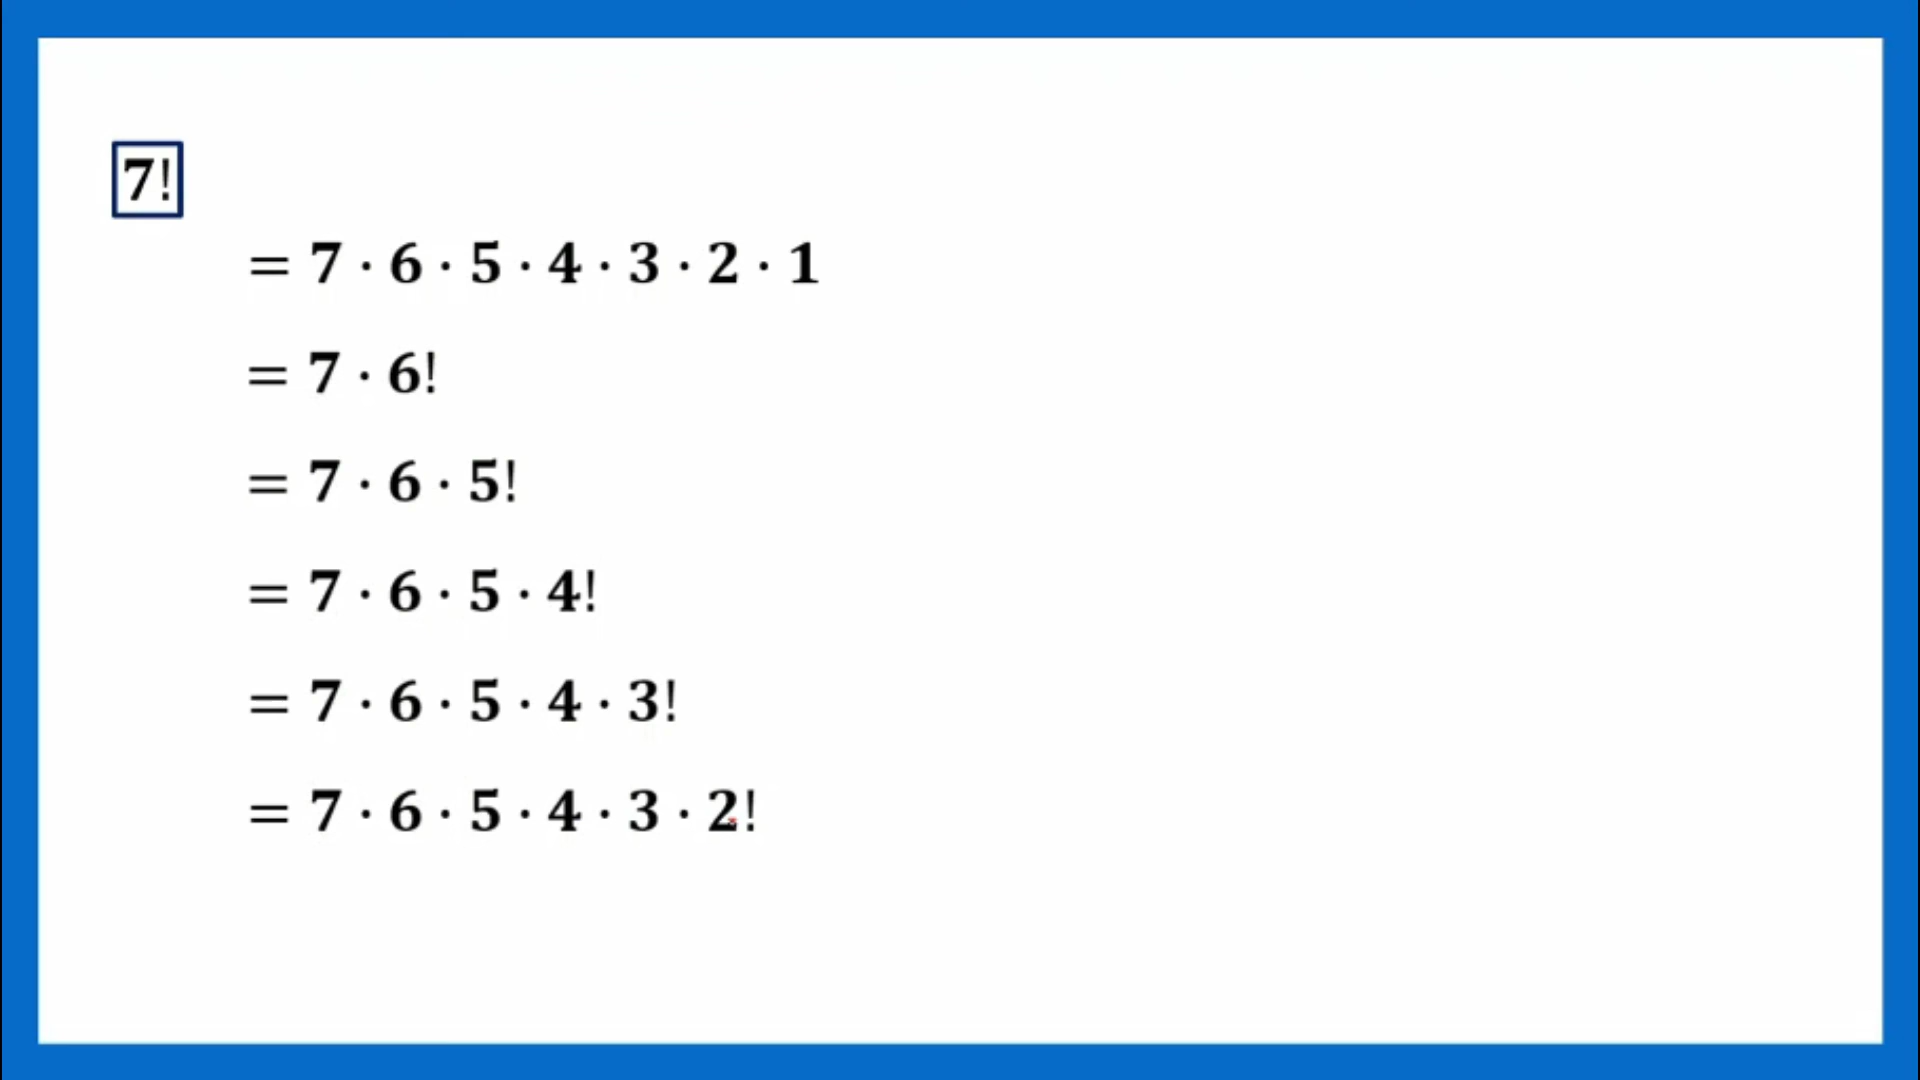 7!
= 7 · 6 · 5 · 4 · 3 · 2 · 1
= 7 · 6!
= 7 · 6 · 5!
= 7 · 6 · 5 · 4!
= 7 · 6 · 5 · 4 · 3!
= 7 · 6 · 5 · 4 · 3 · 2!